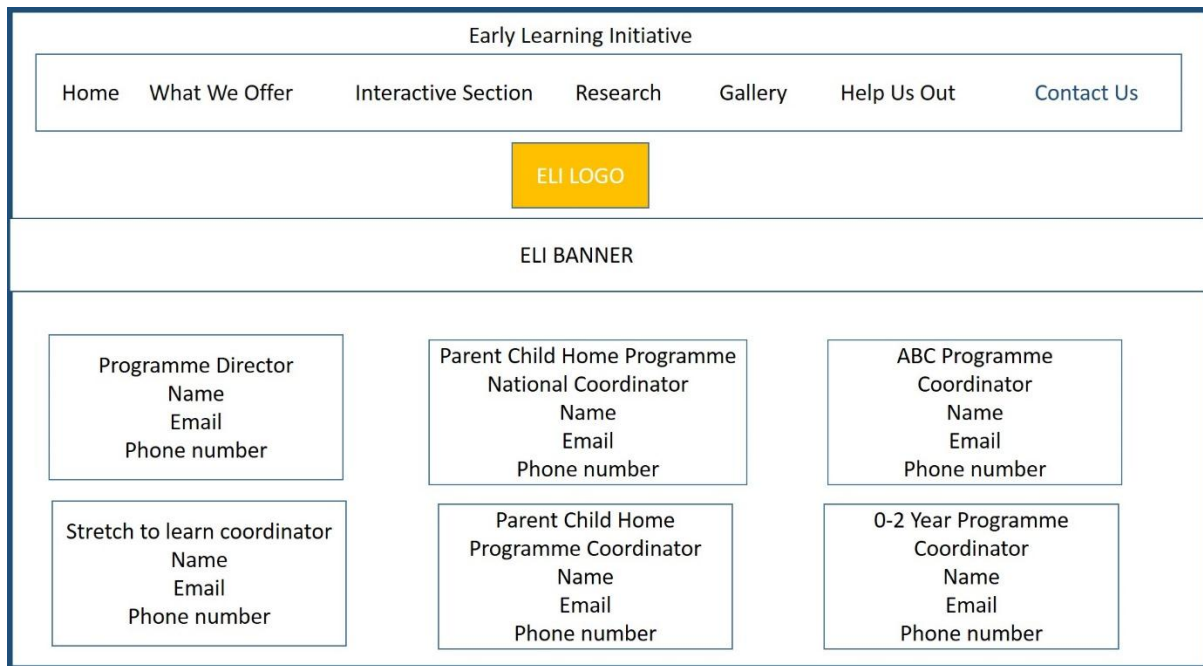 Early Learning Initiative
Home What We Offer Interactive Section Research Gallery Help Us Out Contact Us
ELI LOGO
ELI BANNER
Programme Director
Name
Email
Phone number
Parent Child Home Programme
National Coordinator
Name
Email
Phone number
ABC Programme
Coordinator
Name
Email
Phone number
Stretch to learn coordinator
Name
Email
Phone number
Parent Child Home
Programme Coordinator
Name
Email
Phone number
0-2 Year Programme
Coordinator
Name
Email
Phone number